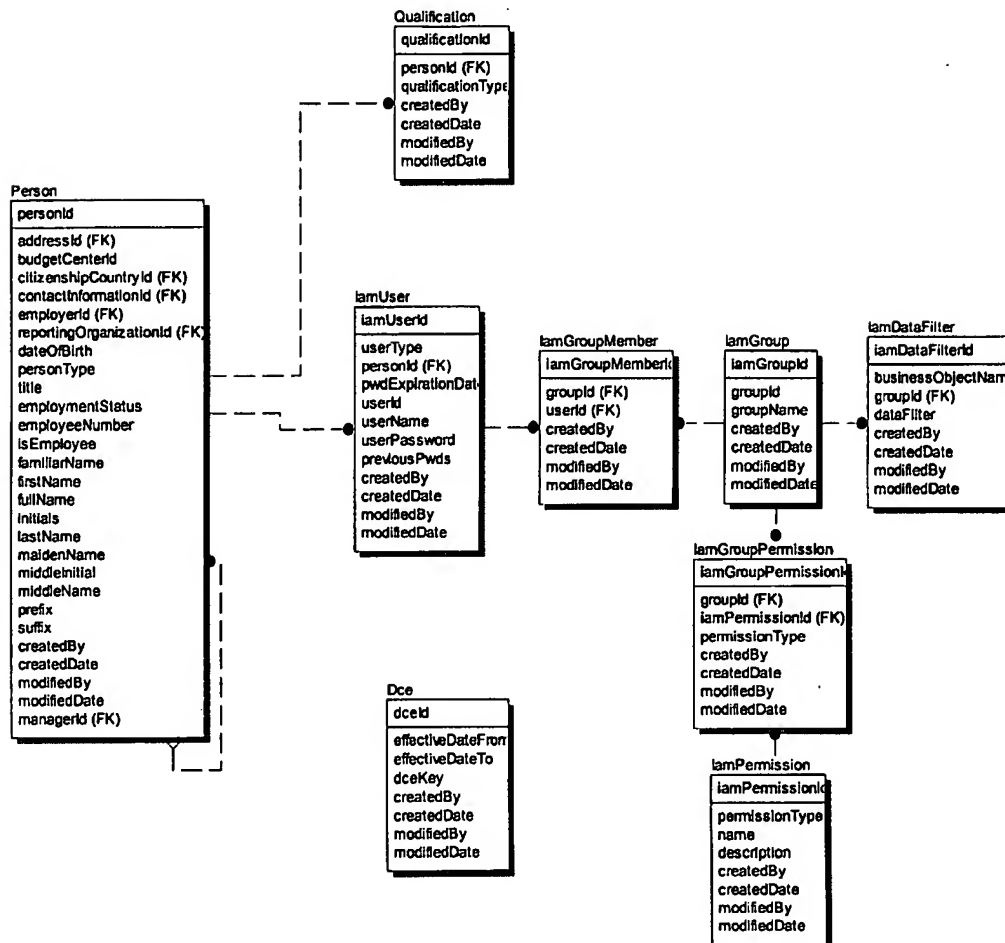 Qualification
qualificationId
personId (FK)
qualificationType
createdBy
createdDate
modifiedBy
modifiedDate
Person
personId
addressId (FK)
budgetCenterId
citizenshipCountryId (FK)
contactInformationId (FK)
employerId (FK)
reportingOrganizationId (FK)
dateOfBirth
personType
title
employmentStatus
employeeNumber
isEmployee
familiarName
firstName
fullName
initials
lastName
maidenName
middleInitial
middleName
prefix
suffix
createdBy
createdDate
modifiedBy
modifiedDate
managerId (FK)
IamUser
iamUserId
userType
personId (FK)
pwdExpirationDat
userId
userName
userPassword
previousPwds
createdBy
createdDate
modifiedBy
modifiedDate
IamGroupMember
iamGroupMemberId
groupId (FK)
userId (FK)
createdBy
createdDate
modifiedBy
modifiedDate
IamGroup
iamGroupId
groupId
groupName
createdBy
createdDate
modifiedBy
modifiedDate
IamDataFilter
iamDataFilterId
businessObjectNam
groupId (FK)
dataFilter
createdBy
createdDate
modifiedBy
modifiedDate
IamGroupPermission
iamGroupPermissionId
groupId (FK)
iamPermissionId (FK)
permissionType
createdBy
createdDate
modifiedBy
modifiedDate
Dce
dceId
effectiveDateFrom
effectiveDateTo
dceKey
createdBy
createdDate
modifiedBy
modifiedDate
IamPermission
iamPermissionId
permissionType
name
description
createdBy
createdDate
modifiedBy
modifiedDate